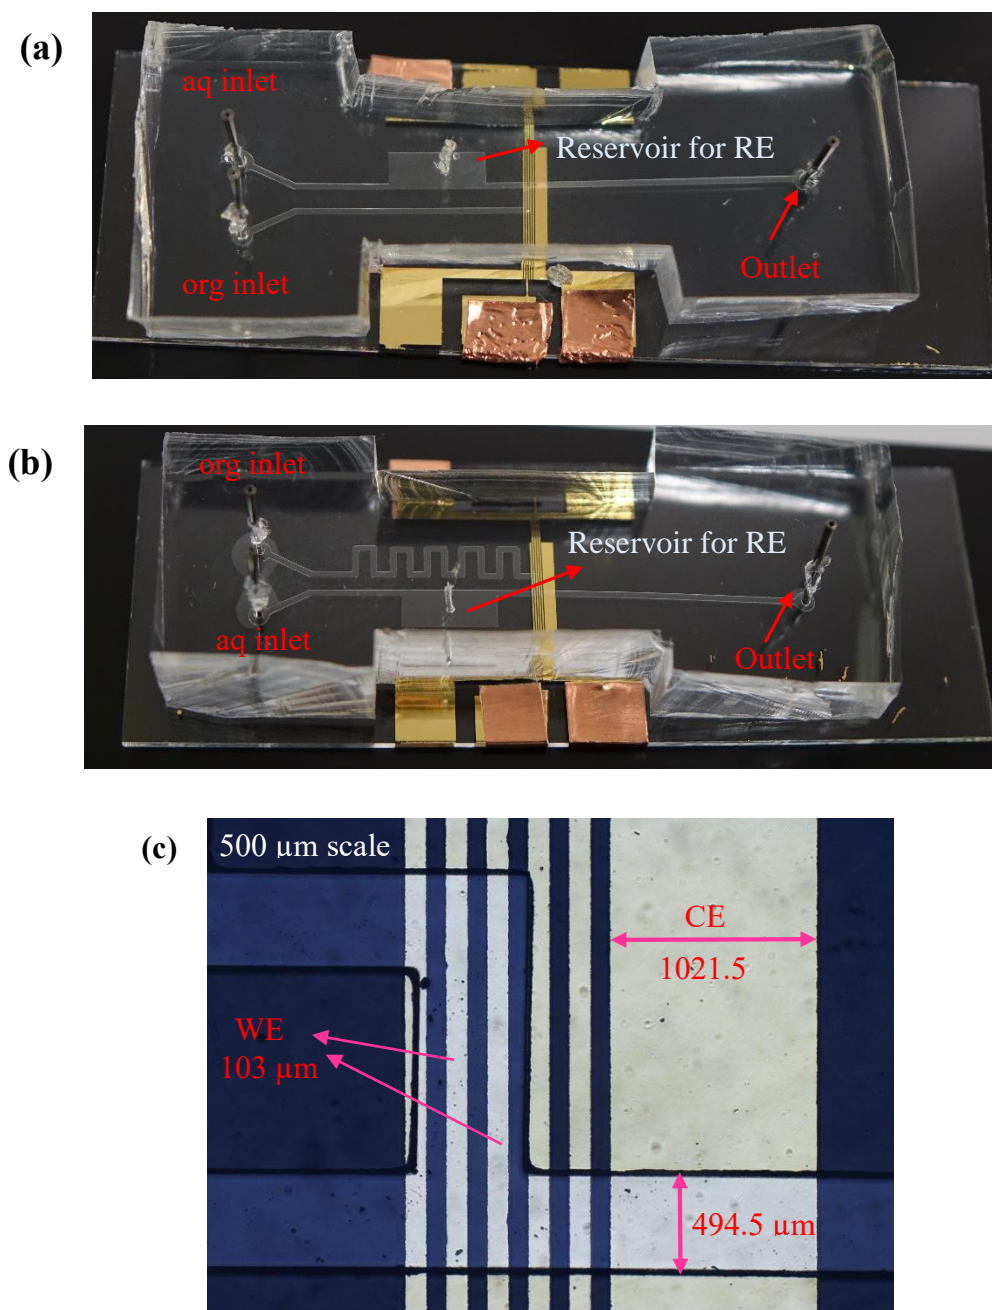 (a)
aq inlet
Reservoir for RE
org inlet
Outlet
(b)
org inlet
Reservoir for RE
aq inlet
Outlet
(c)
500 µm scale
CE
1021.5
WE
103 µm
494.5 µm